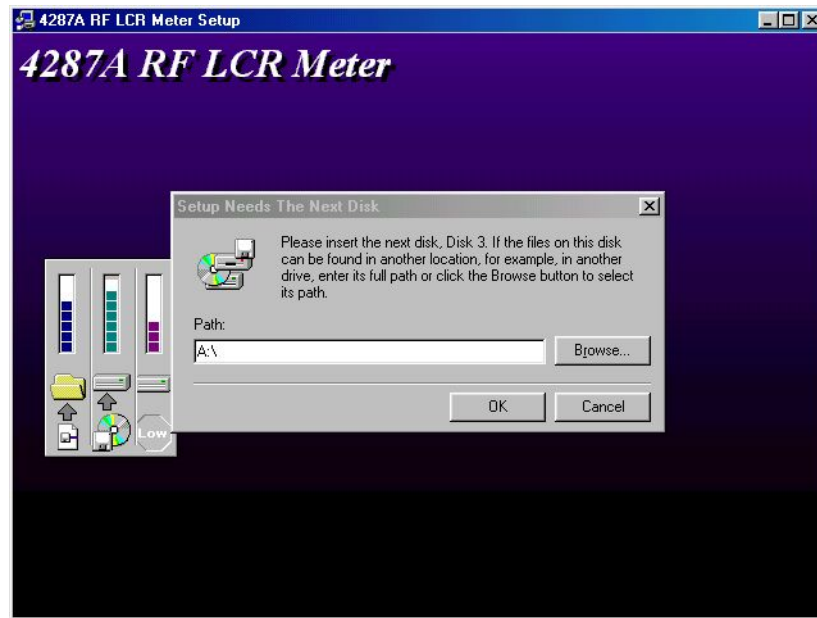 4287A RF LCR Meter Setup
4287A RF LCR Meter
Setup Needs The Next Disk
Please insert the next disk, Disk 3. If the files on this disk
can be found in another location, for example, in another
drive, enter its full path or click the Browse button to select
its path.
Path:
A:\
Browse...
OK
Cancel
Low